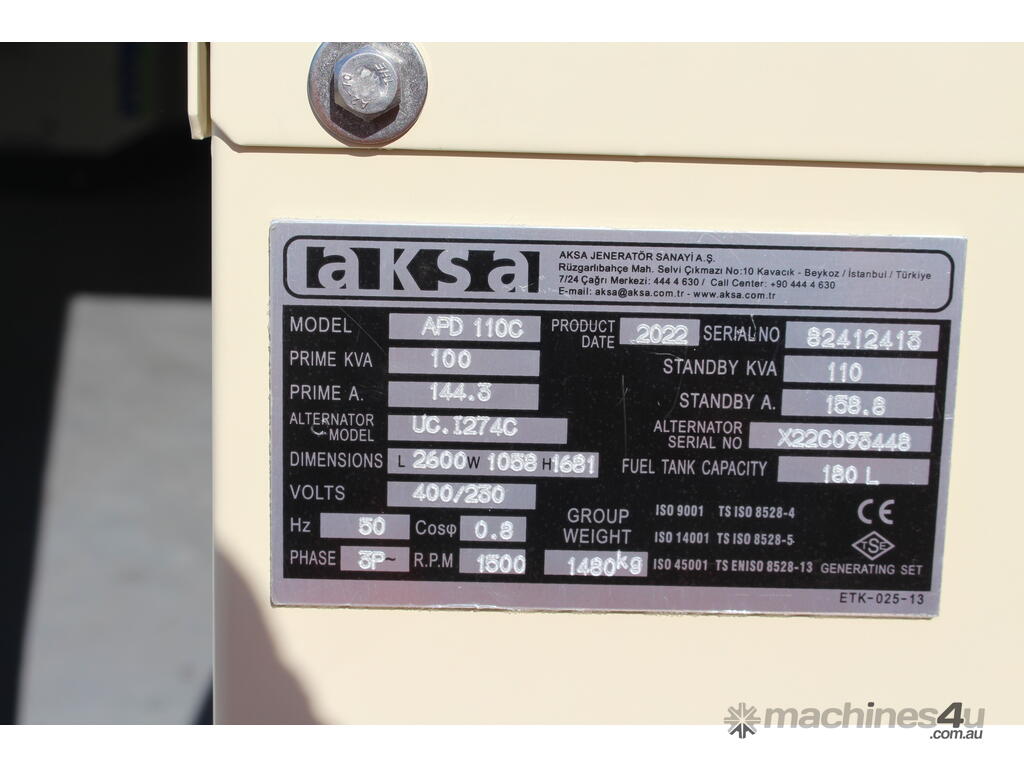 aksa
AKSA JENERATÖR SANAYİ A.Ş.
Rüzgarlıbahçe Mah. Selvi Çıkmazı No:10 Kavacık - Beykoz / İstanbul / Türkiye
7/24 Çağrı Merkezi: 444 4 630 / Call Center: +90 444 4 630
E-mail: aksa@aksa.com.tr - www.aksa.com.tr
MODEL APD 110C PRODUCT DATE 2022 SERIAL NO 82412413
PRIME KVA 100 STANDBY KVA 110
PRIME A. 144.3 STANDBY A. 158.8
ALTERNATOR MODEL UC.I274C ALTERNATOR SERIAL NO X22C093448
DIMENSIONS L 2600 W 1058 H 1681 FUEL TANK CAPACITY 180 L
VOLTS 400/230
Hz 50 Cosφ 0.8
PHASE 3P~ R.P.M 1500
GROUP WEIGHT 1480kg
ISO 9001 TS ISO 8528-4
ISO 14001 TS ISO 8528-5
ISO 45001 TS EN ISO 8528-13
CE
TSE
GENERATING SET
ETK-025-13
machines4u
.com.au